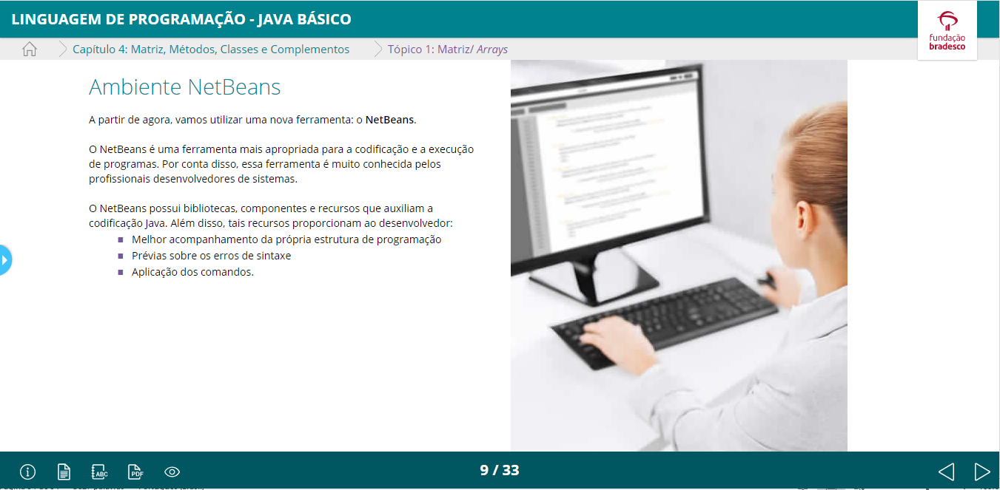 LINGUAGEM DE PROGRAMAÇÃO - JAVA BÁSICO
fundação
bradesco
Capítulo 4: Matriz, Métodos, Classes e Complementos
Tópico 1: Matriz/ Arrays
Ambiente NetBeans
A partir de agora, vamos utilizar uma nova ferramenta: o NetBeans.
O NetBeans é uma ferramenta mais apropriada para a codificação e a execução
de programas. Por conta disso, essa ferramenta é muito conhecida pelos
profissionais desenvolvedores de sistemas.
O NetBeans possui bibliotecas, componentes e recursos que auxiliam a
codificação Java. Além disso, tais recursos proporcionam ao desenvolvedor:
Melhor acompanhamento da própria estrutura de programação
Prévias sobre os erros de sintaxe
Aplicação dos comandos.
ABC
PDF
9 / 33